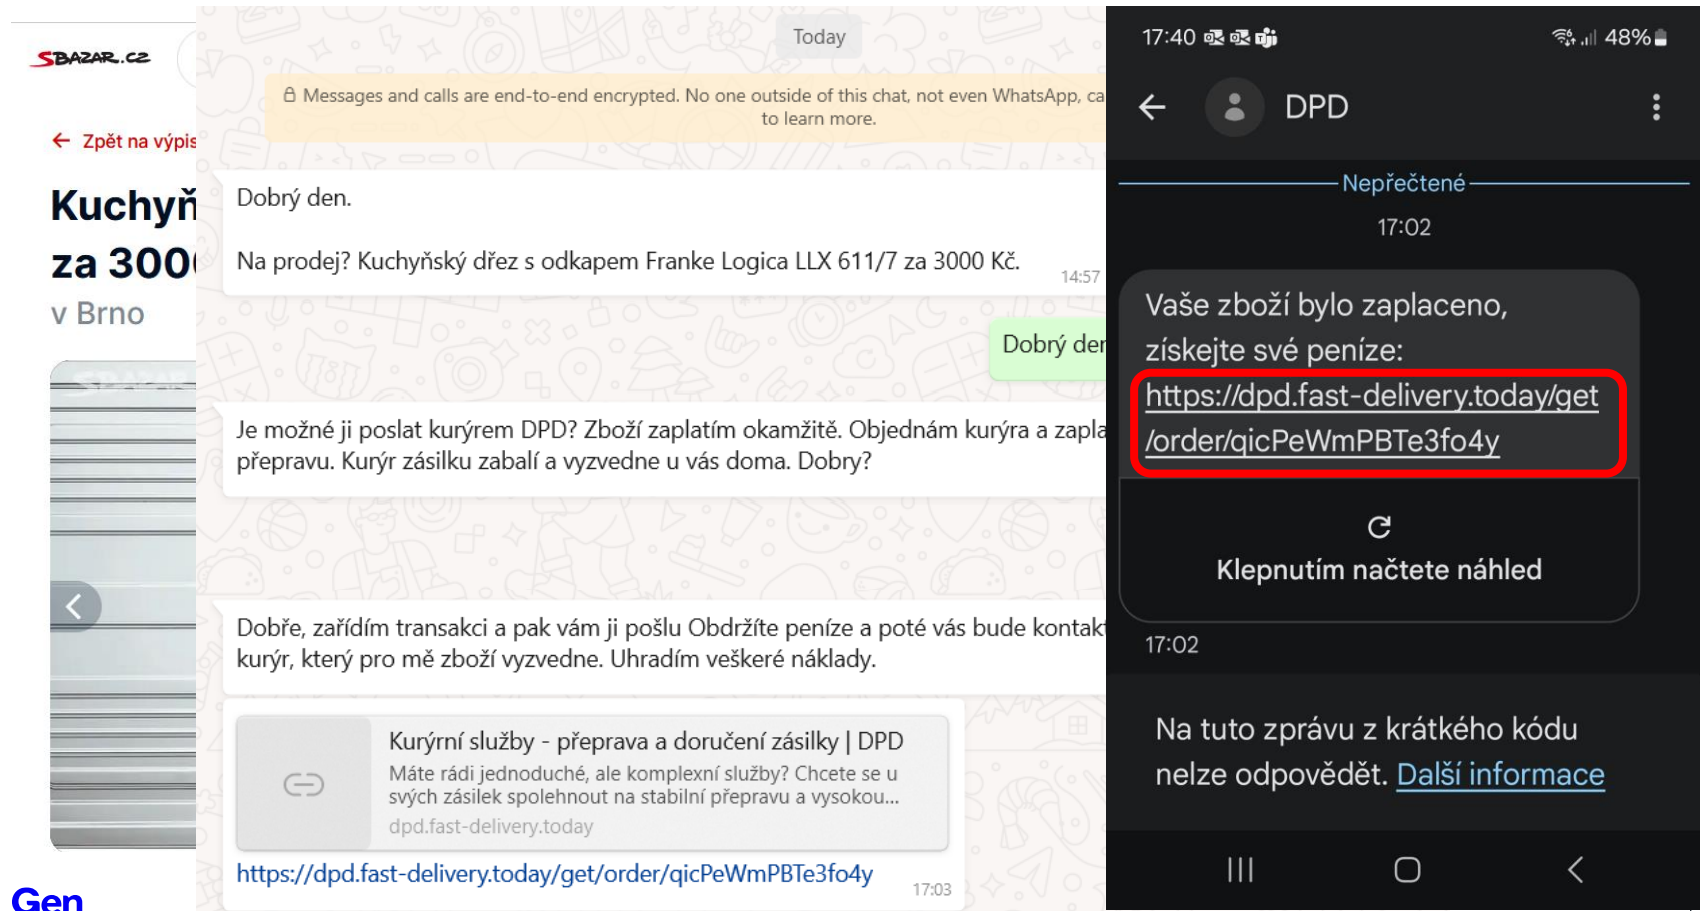 SBAZAR.CZ
← Zpět na výpis
Kuchyň
za 300
v Brno
SBAZAR
Gen
Today
Messages and calls are end-to-end encrypted. No one outside of this chat, not even WhatsApp, ca
to learn more.
Dobrý den.
Na prodej? Kuchyňský dřez s odkapem Franke Logica LLX 611/7 za 3000 Kč.
14:57
Dobrý den
Je možné ji poslat kurýrem DPD? Zboží zaplatím okamžitě. Objednám kurýra a zapla
přepravu. Kurýr zásilku zabalí a vyzvedne u vás doma. Dobry?
Dobře, zařídím transakci a pak vám ji pošlu Obdržíte peníze a poté vás bude kontakt
kurýr, který pro mě zboží vyzvedne. Uhradím veškeré náklady.
Kurýrní služby - přeprava a doručení zásilky | DPD
Máte rádi jednoduché, ale komplexní služby? Chcete se u
svých zásilek spolehnout na stabilní přepravu a vysokou...
dpd.fast-delivery.today
https://dpd.fast-delivery.today/get/order/qicPeWmPBTe3fo4y
17:03
17:40
48%
DPD
Nepřečtené
17:02
Vaše zboží bylo zaplaceno,
získejte své peníze:
https://dpd.fast-delivery.today/get
/order/qicPeWmPBTe3fo4y
Klepnutím načtete náhled
17:02
Na tuto zprávu z krátkého kódu
nelze odpovědět. Další informace